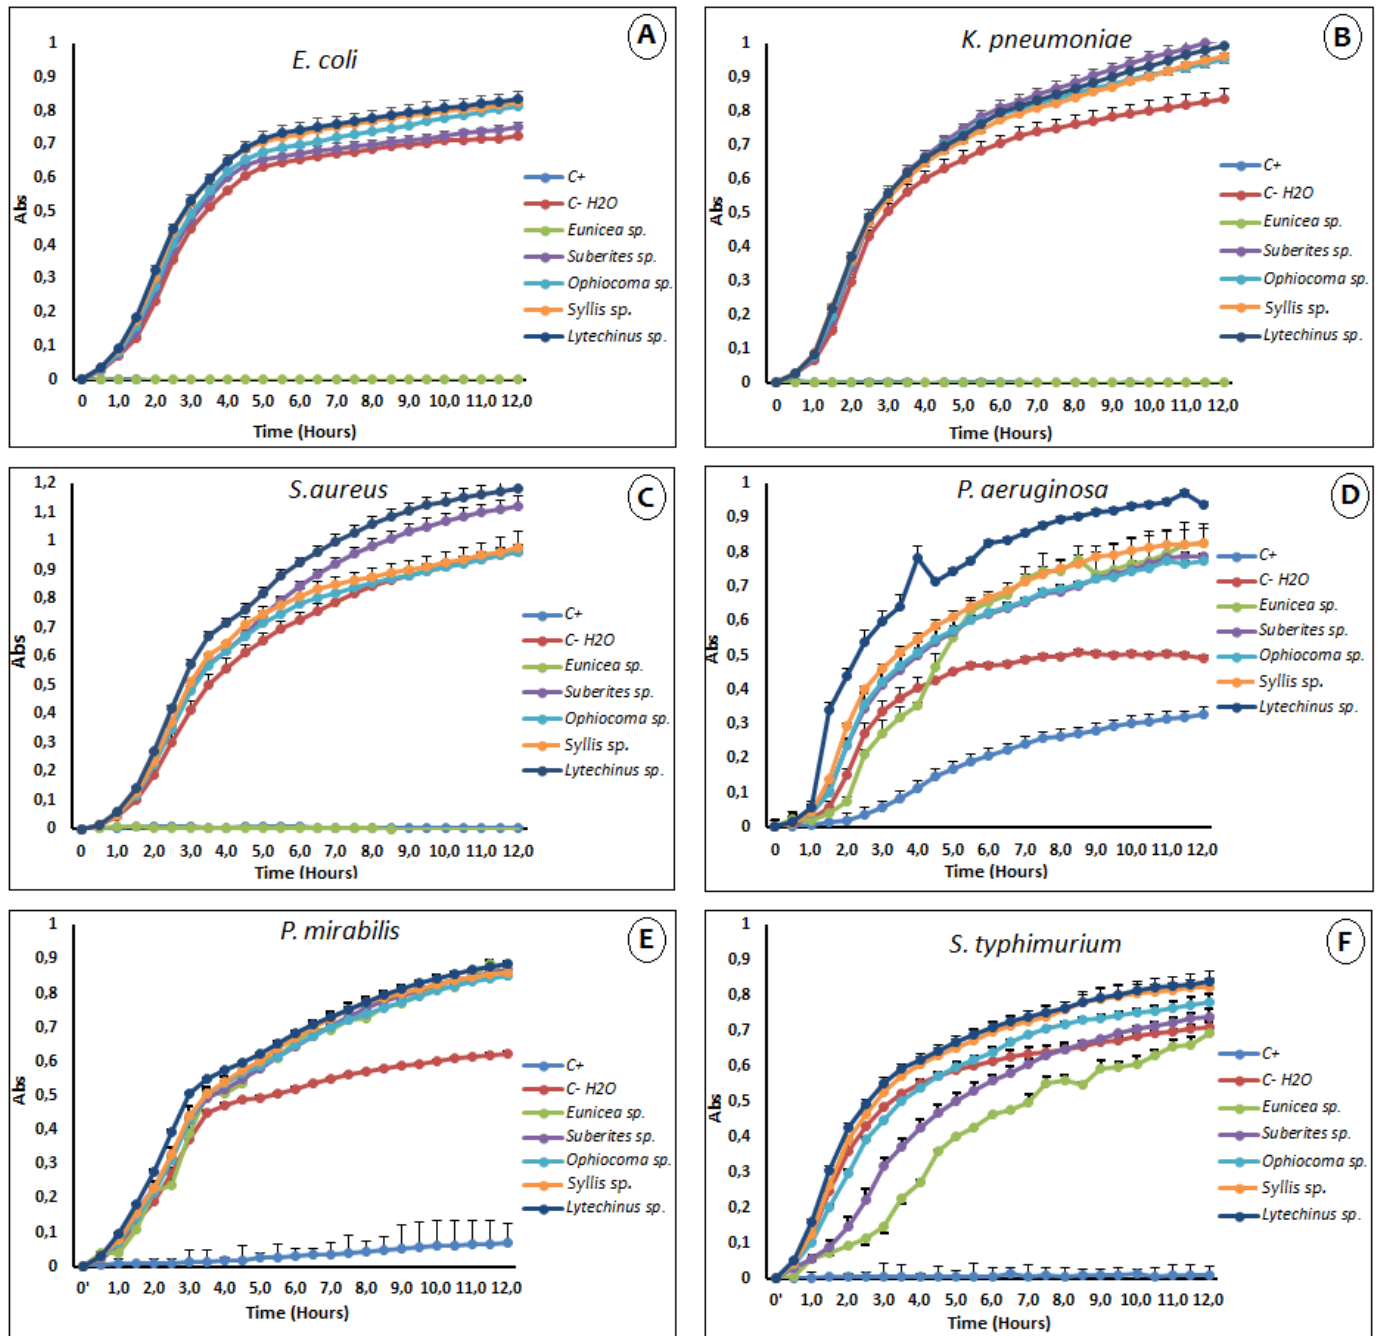 A
E. coli
1
0,9
0,8
0,7
0,6
0,5
0,4
0,3
0,2
0,1
0
Abs
0 1,0 2,0 3,0 4,0 5,0 6,0 7,0 8,0 9,0 10,0 11,0 12,0
Time (Hours)
C+
C- H2O
Eunicea sp.
Suberites sp.
Ophiocoma sp.
Syllis sp.
Lytechinus sp.
B
K. pneumoniae
1
0,9
0,8
0,7
0,6
0,5
0,4
0,3
0,2
0,1
0
Abs
0 1,0 2,0 3,0 4,0 5,0 6,0 7,0 8,0 9,0 10,0 11,0 12,0
Time (Hours)
C+
C- H2O
Eunicea sp.
Suberites sp.
Ophiocoma sp.
Syllis sp.
Lytechinus sp.
C
S.aureus
1,2
1,1
1
0,9
0,8
0,7
0,6
0,5
0,4
0,3
0,2
0,1
0
Abs
0 1,0 2,0 3,0 4,0 5,0 6,0 7,0 8,0 9,0 10,0 11,0 12,0
Time (Hours)
C+
C- H2O
Eunicea sp.
Suberites sp.
Ophiocoma sp.
Syllis sp.
Lytechinus sp.
D
P. aeruginosa
1
0,9
0,8
0,7
0,6
0,5
0,4
0,3
0,2
0,1
0
Abs
0 1,0 2,0 3,0 4,0 5,0 6,0 7,0 8,0 9,0 10,0 11,0 12,0
Time (Hours)
C+
C- H2O
Eunicea sp.
Suberites sp.
Ophiocoma sp.
Syllis sp.
Lytechinus sp.
E
P. mirabilis
1
0,9
0,8
0,7
0,6
0,5
0,4
0,3
0,2
0,1
0
Abs
0' 1,0 2,0 3,0 4,0 5,0 6,0 7,0 8,0 9,0 10,0 11,0 12,0
Time (Hours)
C+
C- H2O
Eunicea sp.
Suberites sp.
Ophiocoma sp.
Syllis sp.
Lytechinus sp.
F
S. typhimurium
1
0,9
0,8
0,7
0,6
0,5
0,4
0,3
0,2
0,1
0
Abs
0' 1,0 2,0 3,0 4,0 5,0 6,0 7,0 8,0 9,0 10,0 11,0 12,0
Time (Hours)
C+
C- H2O
Eunicea sp.
Suberites sp.
Ophiocoma sp.
Syllis sp.
Lytechinus sp.